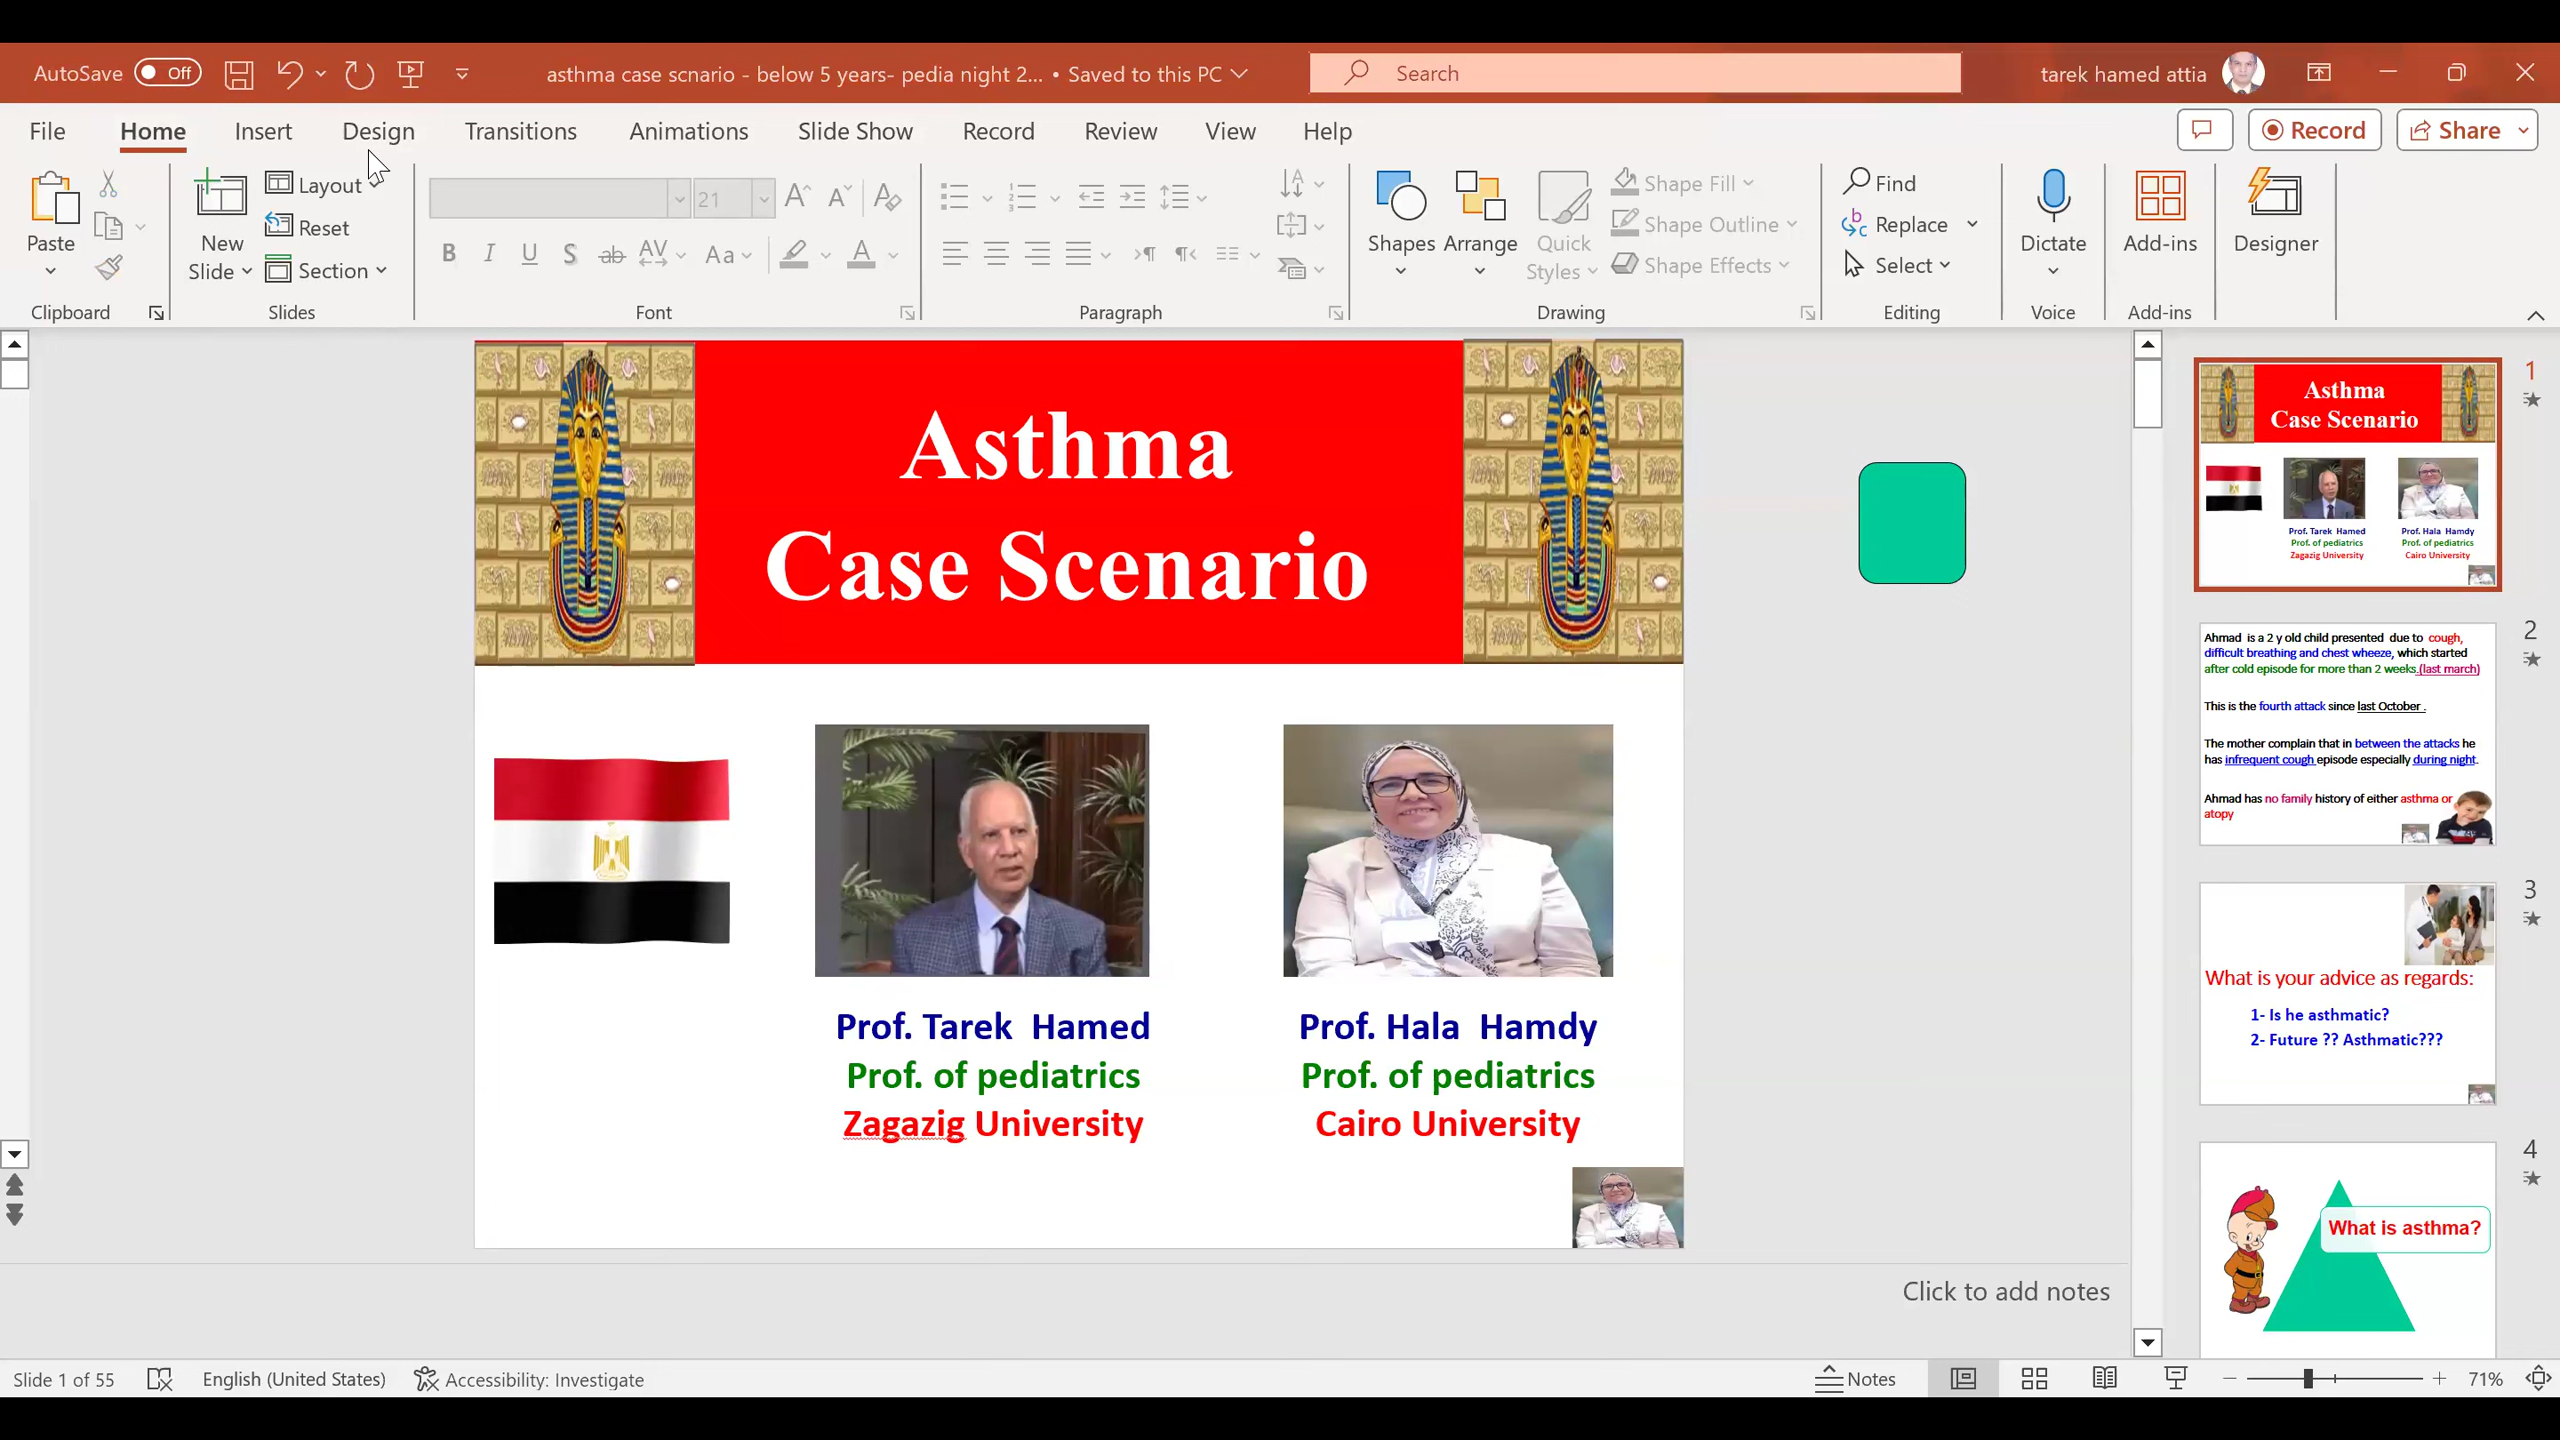 AutoSave Off
asthma case scnario - below 5 years- pedia night 2... • Saved to this PC
Search
tarek hamed attia
File Home Insert Design Transitions Animations Slide Show Record Review View Help
Record
Share
Paste
New Slide
Layout
Reset
Section
21
Shapes
Arrange
Quick Styles
Shape Fill
Shape Outline
Shape Effects
Find
Replace
Select
Dictate
Add-ins
Designer
Clipboard Slides Font Paragraph Drawing Editing Voice Add-ins
Asthma
Case Scenario
Prof. Tarek Hamed
Prof. of pediatrics
Zagazig University
Prof. Hala Hamdy
Prof. of pediatrics
Cairo University
Click to add notes
1
Asthma
Case Scenario
Prof. Tarek Hamed
Prof. of pediatrics
Zagazig University
Prof. Hala Hamdy
Prof. of pediatrics
Cairo University
2
Ahmad is a 2 y old child presented due to cough,
difficult breathing and chest wheeze, which started
after cold episode for more than 2 weeks.(last march)
This is the fourth attack since last October .
The mother complain that in between the attacks he
has infrequent cough episode especially during night.
Ahmad has no family history of either asthma or
atopy
3
What is your advice as regards:
1- Is he asthmatic?
2- Future ?? Asthmatic???
4
What is asthma?
Slide 1 of 55
English (United States)
Accessibility: Investigate
Notes
71%